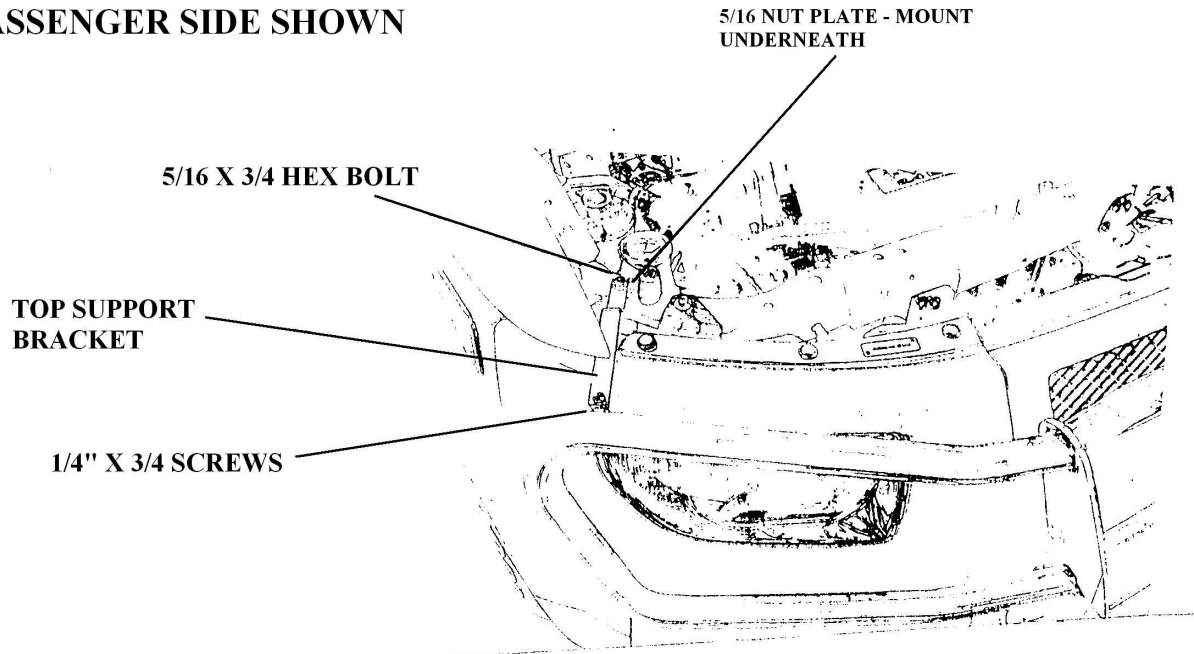 ASSENGER SIDE SHOWN
5/16 NUT PLATE - MOUNT
UNDERNEATH
5/16 X 3/4 HEX BOLT
TOP SUPPORT
BRACKET
1/4" X 3/4 SCREWS